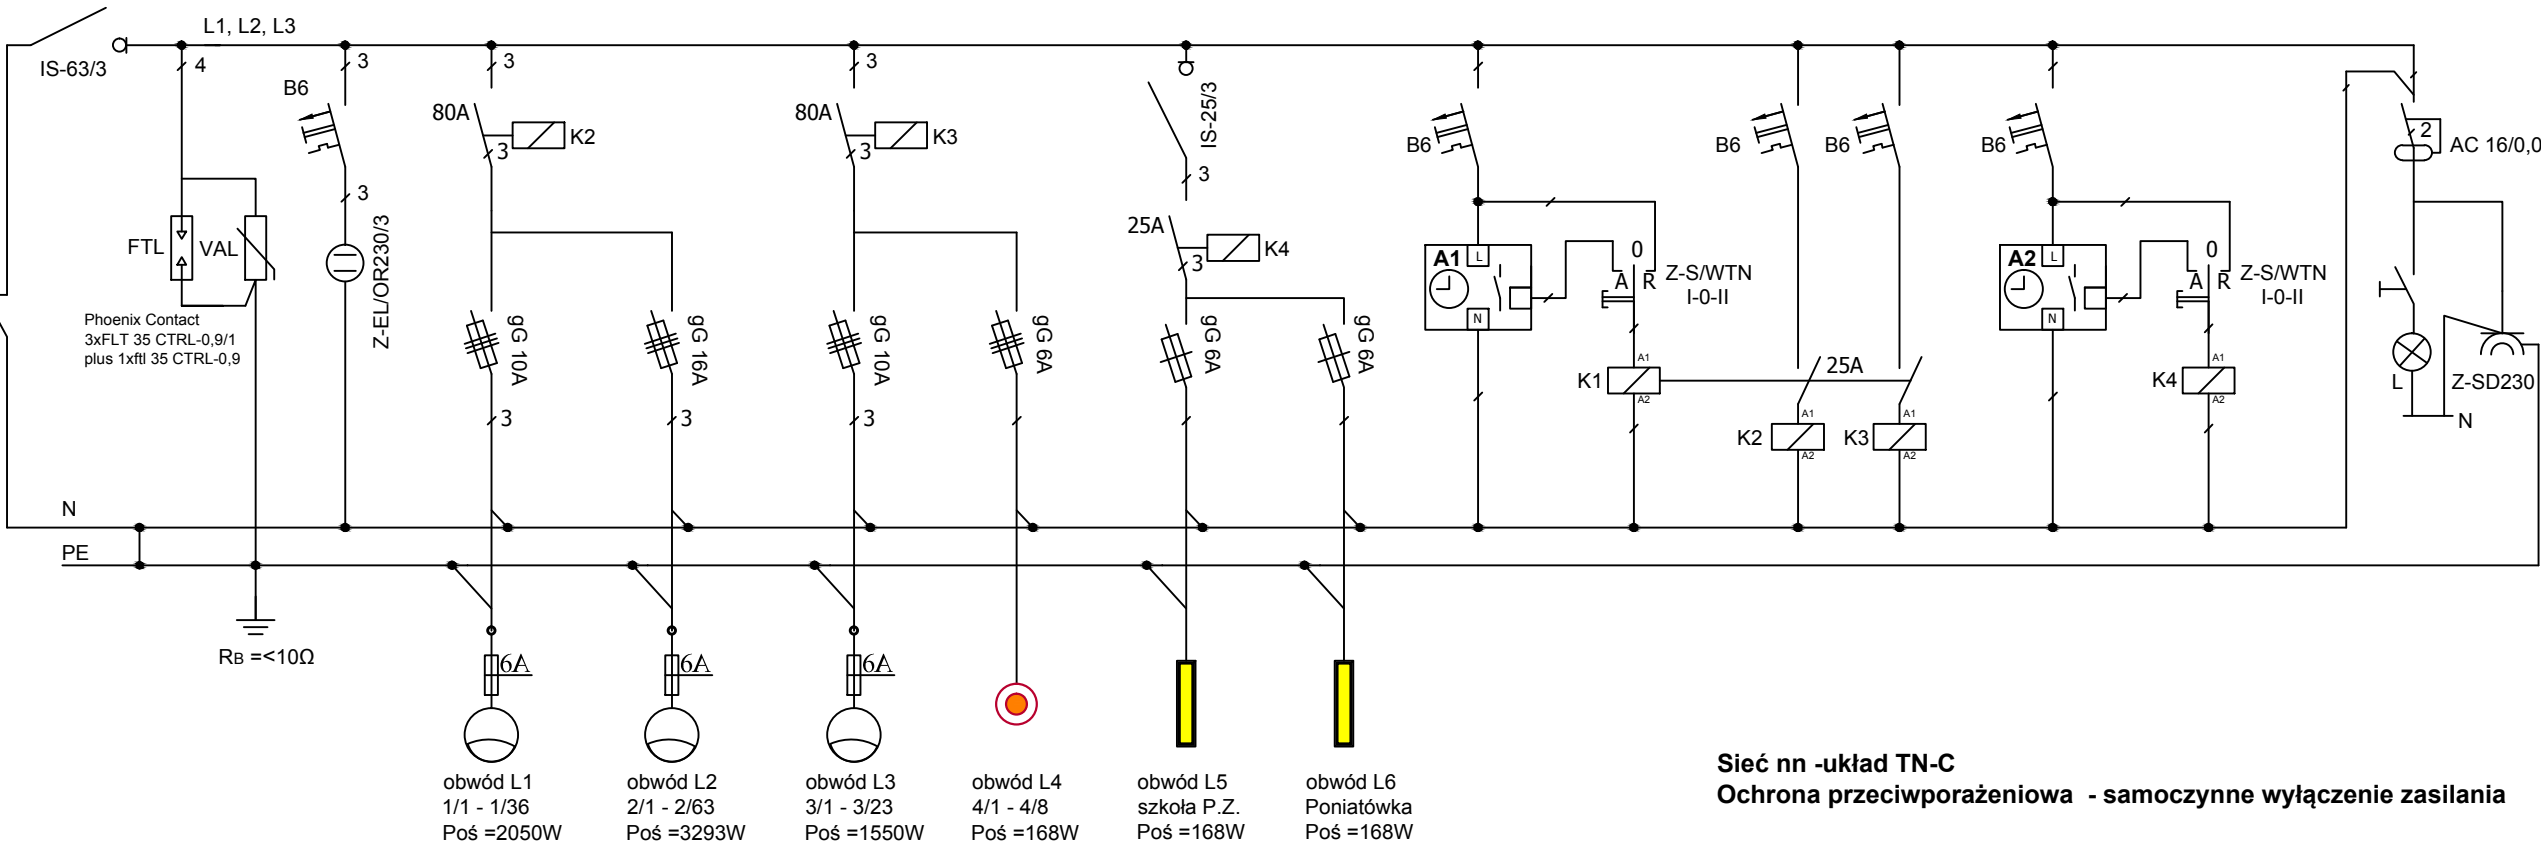 L1, L2, L3
IS-63/3
4
3
B6
3
Z-EL/OR230/3
FTL
VAL
Phoenix Contact
3xFLT 35 CTRL-0,9/1
plus 1xftl 35 CTRL-0,9
3
80A
K2
3
gG 10A
gG 16A
3
3
80A
K3
3
gG 10A
gG 6A
3
IS-25/3
3
25A
K4
3
gG 6A
gG 6A
B6
A1
L
N
0
A
R
Z-S/WTN
I-0-II
A1
K1
A2
B6
B6
25A
A1
K2
A2
A1
K3
A2
B6
A2
L
N
0
A
R
Z-S/WTN
I-0-II
A1
K4
A2
2
AC 16/0,0
L
Z-SD230
N
N
PE
RB =<10Ω
6A
6A
6A
obwód L1
1/1 - 1/36
Poś =2050W
obwód L2
2/1 - 2/63
Poś =3293W
obwód L3
3/1 - 3/23
Poś =1550W
obwód L4
4/1 - 4/8
Poś =168W
obwód L5
szkoła P.Z.
Poś =168W
obwód L6
Poniatówka
Poś =168W
Sieć nn -układ TN-C
Ochrona przeciwporażeniowa - samoczynne wyłączenie zasilania